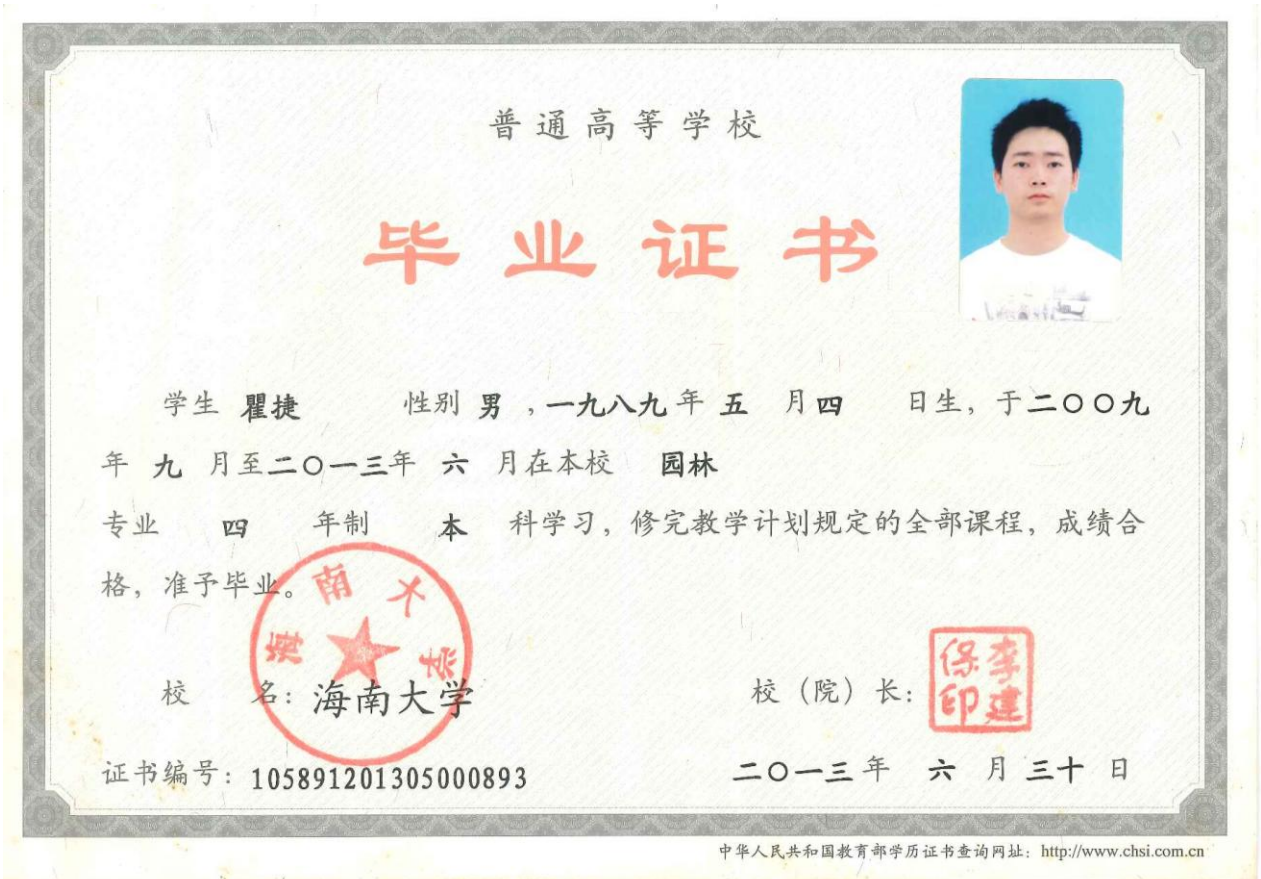 普通高等学校
毕业证书
学生 瞿捷 性别 男 ,一九八九年 五 月四 日生, 于二〇〇九
年 九 月至二〇一三年 六 月在本校 园林
专业 四 年制 本 科学习, 修完教学计划规定的全部课程, 成绩合
格, 准予毕业。
海南大学
校 名: 海南大学
校 (院) 长:
李建保印
证书编号: 105891201305000893
二〇一三年 六 月三十 日
中华人民共和国教育部学历证书查询网址: http://www.chsi.com.cn